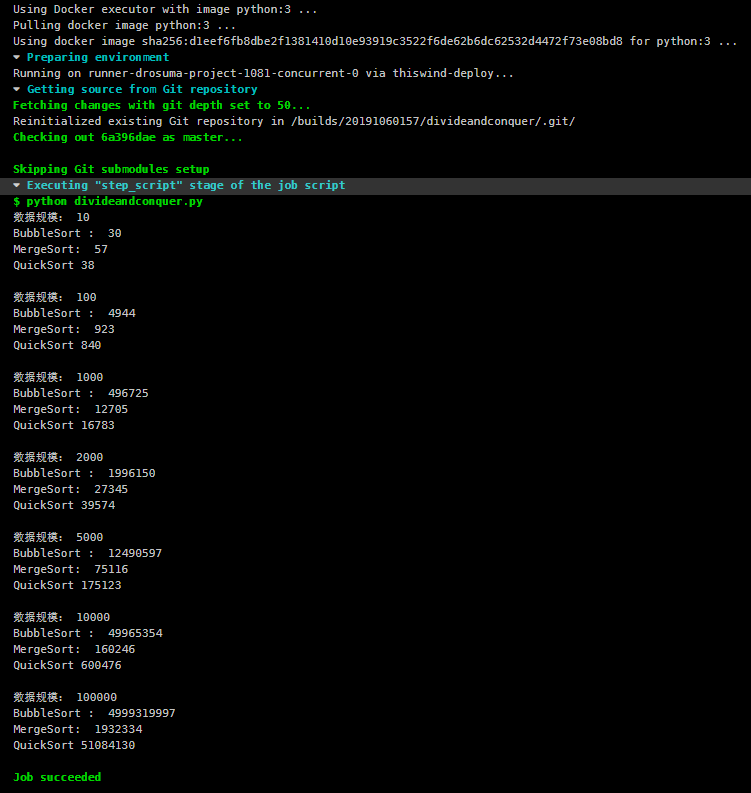 Using Docker executor with image python:3 ...
Pulling docker image python:3 ...
Using docker image sha256:d1eef6fb8dbe2f1381410d10e93919c3522f6de62b6dc62532d4472f73e08bd8 for python:3 ...
Preparing environment
Running on runner-drosuma-project-1081-concurrent-0 via thiswind-deploy...
Getting source from Git repository
Fetching changes with git depth set to 50...
Reinitialized existing Git repository in /builds/20191060157/divideandconquer/.git/
Checking out 6a396dae as master...
Skipping Git submodules setup
Executing "step_script" stage of the job script
$ python divideandconquer.py
数据规模： 10
BubbleSort :  30
MergeSort:  57
QuickSort 38
数据规模： 100
BubbleSort :  4944
MergeSort:  923
QuickSort 840
数据规模： 1000
BubbleSort :  496725
MergeSort:  12705
QuickSort 16783
数据规模： 2000
BubbleSort :  1996150
MergeSort:  27345
QuickSort 39574
数据规模： 5000
BubbleSort :  12490597
MergeSort:  75116
QuickSort 175123
数据规模： 10000
BubbleSort :  49965354
MergeSort:  160246
QuickSort 600476
数据规模： 100000
BubbleSort :  4999319997
MergeSort:  1932334
QuickSort 51084130
Job succeeded